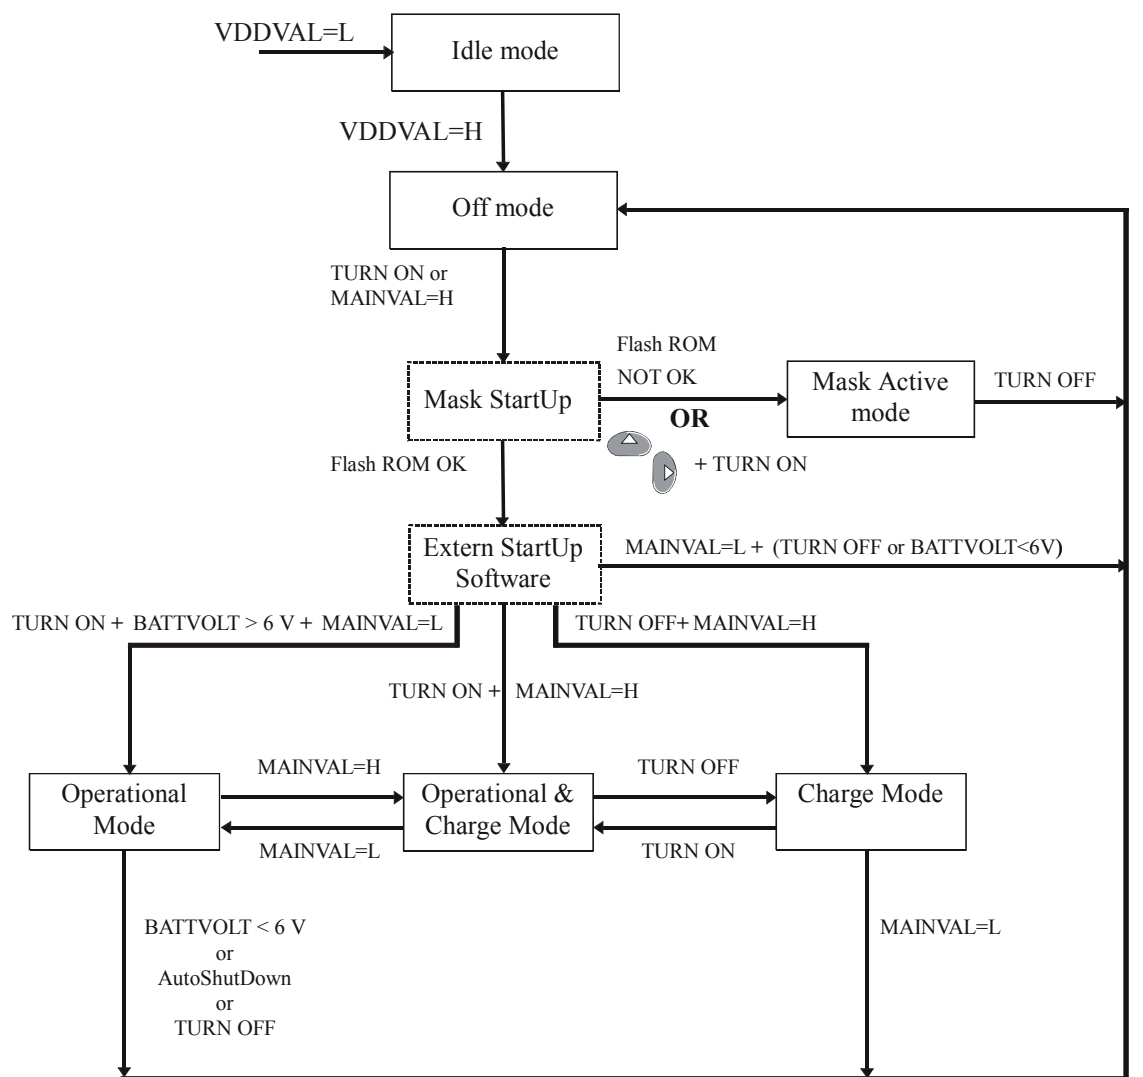 VDDVAL=L
Idle mode
VDDVAL=H
Off mode
TURN ON or
MAINVAL=H
Flash ROM
NOT OK
OR
+ TURN ON
Mask StartUp
Mask Active
mode
TURN OFF
Flash ROM OK
Extern StartUp
Software
MAINVAL=L + (TURN OFF or BATTVOLT<6V)
TURN ON + BATTVOLT > 6 V + MAINVAL=L
TURN OFF+ MAINVAL=H
TURN ON + MAINVAL=H
Operational
Mode
MAINVAL=H
MAINVAL=L
Operational &
Charge Mode
TURN OFF
TURN ON
Charge Mode
BATTVOLT < 6 V
or
AutoShutDown
or
TURN OFF
MAINVAL=L